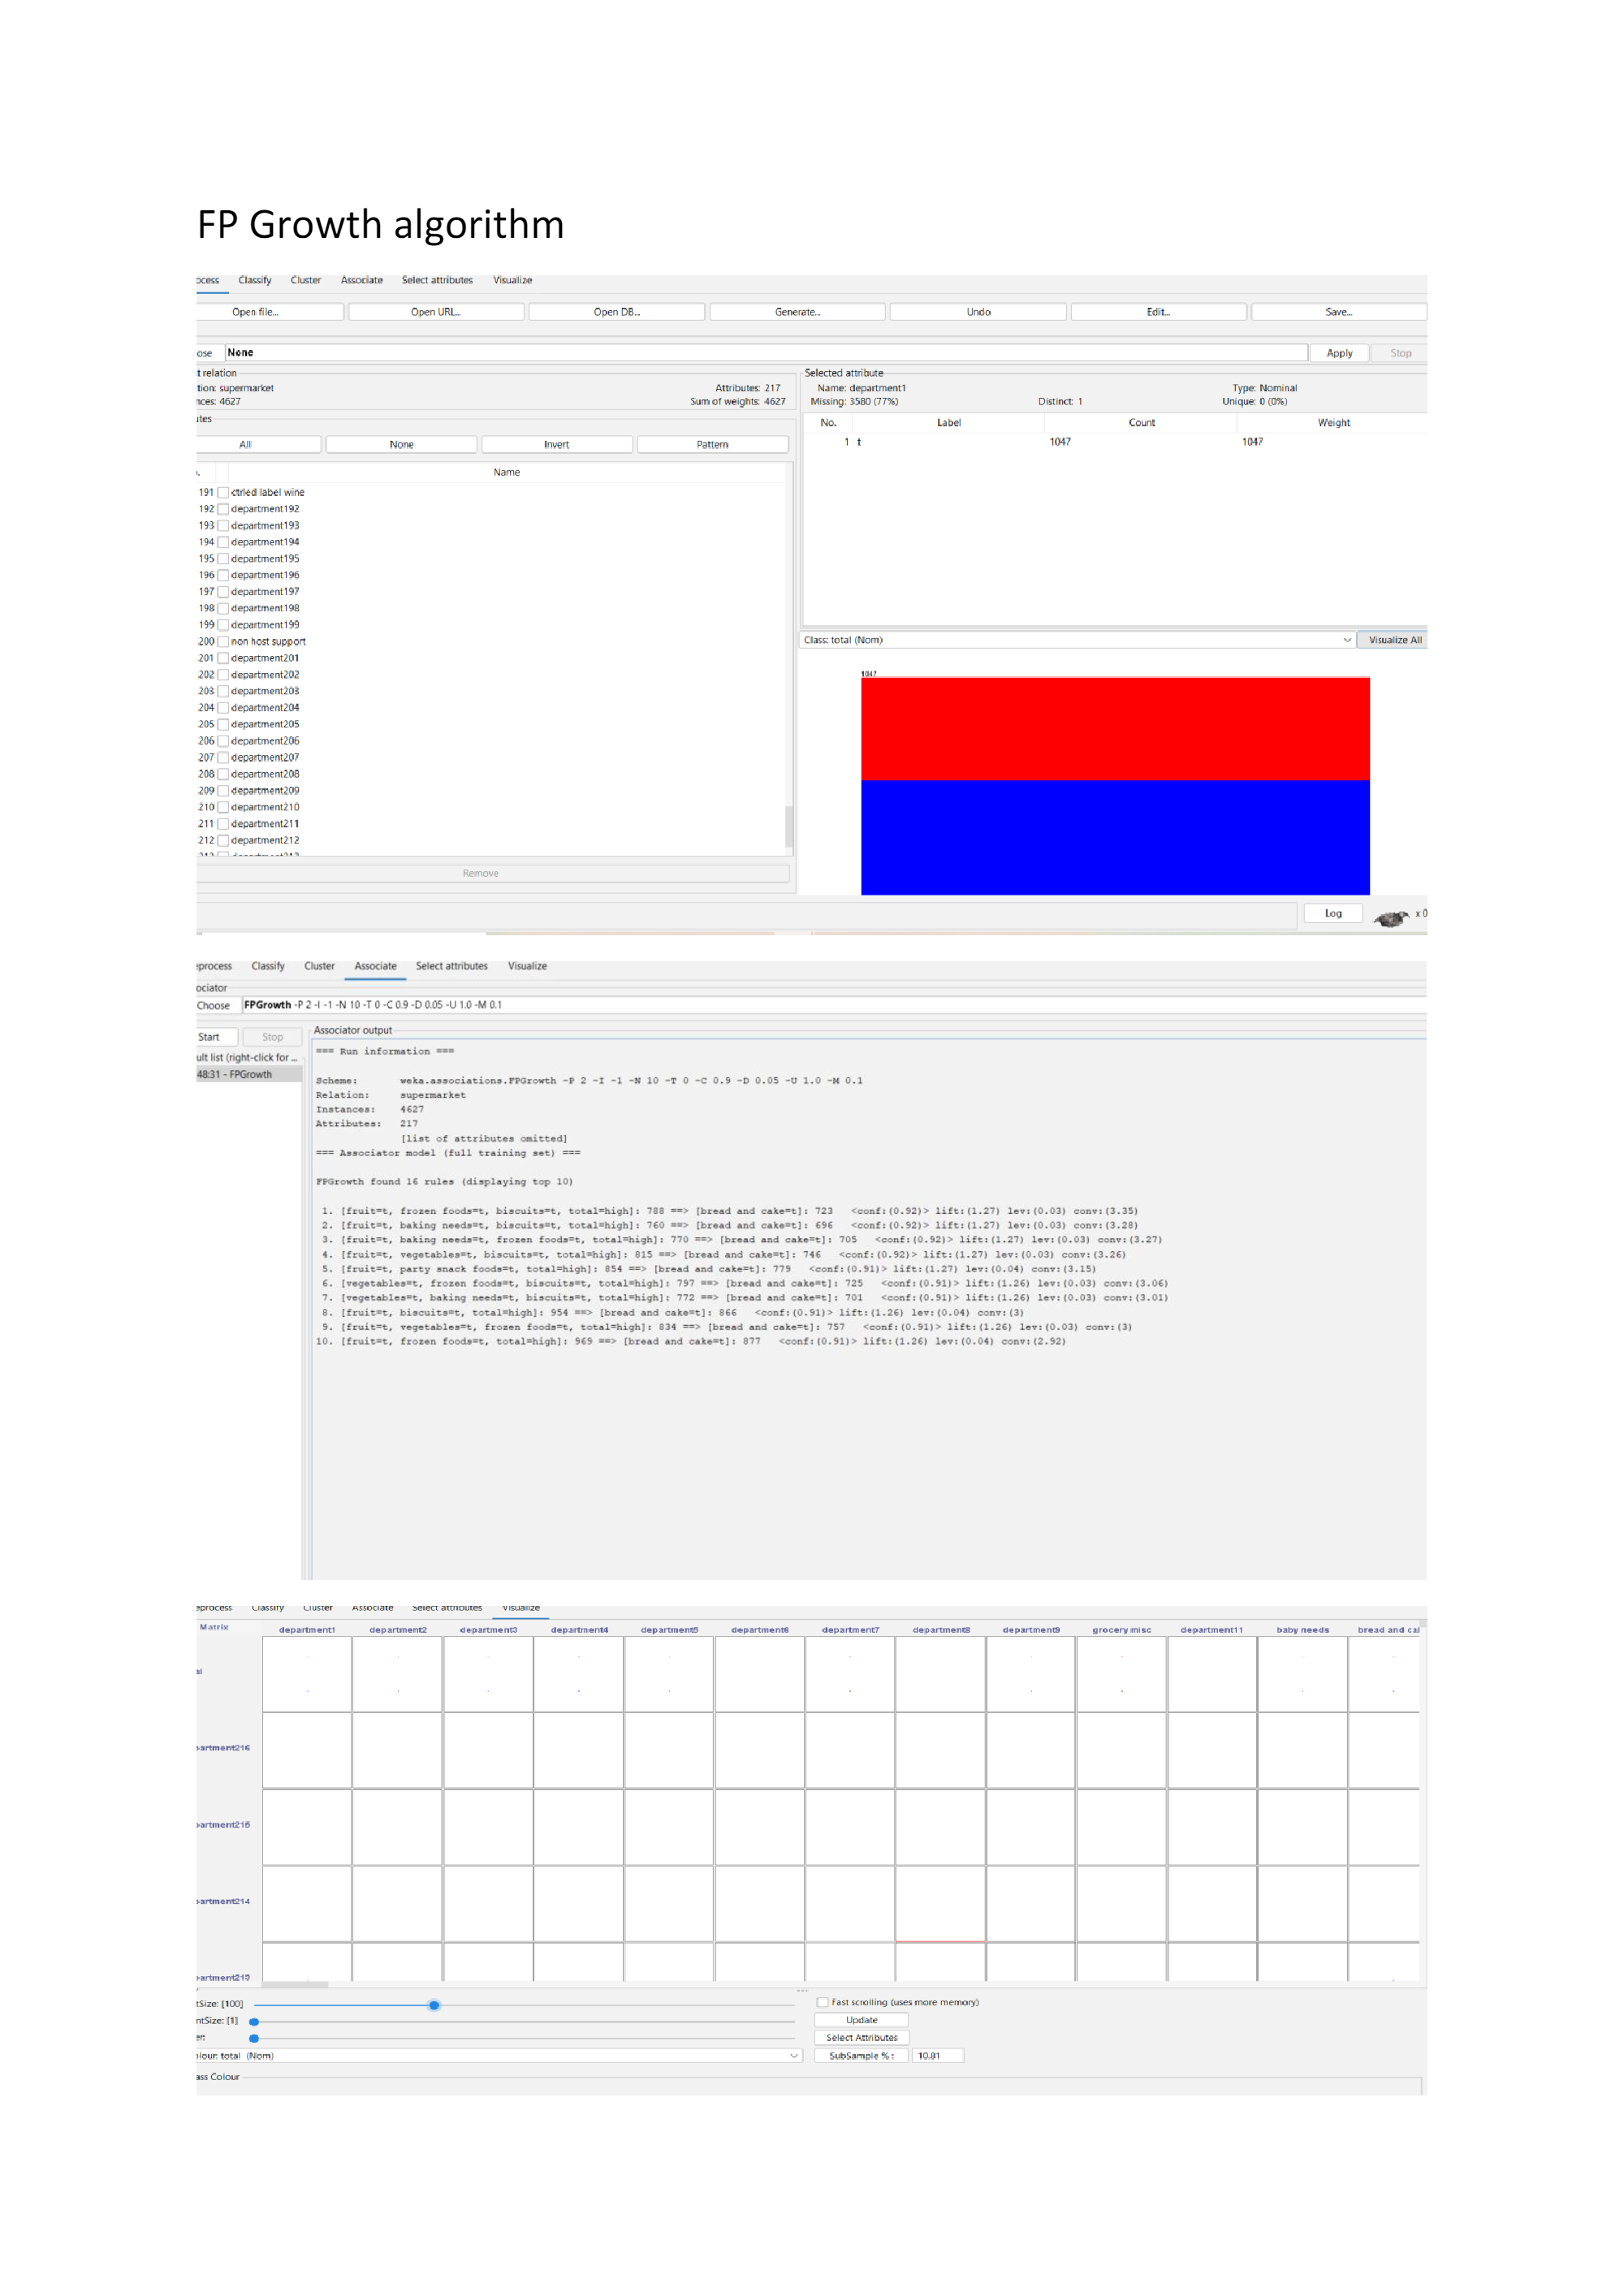 FP Growth algorithm
ocess Classify Cluster Associate Select attributes Visualize
Open file... Open URL... Open DB... Generate... Undo Edit... Save...
ose None Apply Stop
t relation
tion: supermarket Attributes: 217
nces: 4627 Sum of weights: 4627
utes
All None Invert Pattern
Name
191 ctrled label wine
192 department192
193 department193
194 department194
195 department195
196 department196
197 department197
198 department198
199 department199
200 non host support
201 department201
202 department202
203 department203
204 department204
205 department205
206 department206
207 department207
208 department208
209 department209
210 department210
211 department211
212 department212
Remove
Selected attribute
Name: department1 Type: Nominal
Missing: 3580 (77%) Distinct: 1 Unique: 0 (0%)
No. Label Count Weight
1 t 1047 1047
Class: total (Nom) Visualize All
1047
Log x 0
eprocess Classify Cluster Associate Select attributes Visualize
ociator
Choose FPGrowth -P 2 -I -1 -N 10 -T 0 -C 0.9 -D 0.05 -U 1.0 -M 0.1
Start Stop
ult list (right-click for ...
48:31 - FPGrowth
Associator output
=== Run information ===
Scheme: weka.associations.FPGrowth -P 2 -I -1 -N 10 -T 0 -C 0.9 -D 0.05 -U 1.0 -M 0.1
Relation: supermarket
Instances: 4627
Attributes: 217
[list of attributes omitted]
=== Associator model (full training set) ===
FPGrowth found 16 rules (displaying top 10)
1. [fruit=t, frozen foods=t, biscuits=t, total=high]: 788 ==> [bread and cake=t]: 723 <conf:(0.92)> lift:(1.27) lev:(0.03) conv:(3.35)
2. [fruit=t, baking needs=t, biscuits=t, total=high]: 760 ==> [bread and cake=t]: 696 <conf:(0.92)> lift:(1.27) lev:(0.03) conv:(3.28)
3. [fruit=t, baking needs=t, frozen foods=t, total=high]: 770 ==> [bread and cake=t]: 705 <conf:(0.92)> lift:(1.27) lev:(0.03) conv:(3.27)
4. [fruit=t, vegetables=t, biscuits=t, total=high]: 815 ==> [bread and cake=t]: 746 <conf:(0.92)> lift:(1.27) lev:(0.03) conv:(3.26)
5. [fruit=t, party snack foods=t, total=high]: 854 ==> [bread and cake=t]: 779 <conf:(0.91)> lift:(1.27) lev:(0.04) conv:(3.15)
6. [vegetables=t, frozen foods=t, biscuits=t, total=high]: 797 ==> [bread and cake=t]: 725 <conf:(0.91)> lift:(1.26) lev:(0.03) conv:(3.06)
7. [vegetables=t, baking needs=t, biscuits=t, total=high]: 772 ==> [bread and cake=t]: 701 <conf:(0.91)> lift:(1.26) lev:(0.03) conv:(3.01)
8. [fruit=t, biscuits=t, total=high]: 954 ==> [bread and cake=t]: 866 <conf:(0.91)> lift:(1.26) lev:(0.04) conv:(3)
9. [fruit=t, vegetables=t, frozen foods=t, total=high]: 834 ==> [bread and cake=t]: 757 <conf:(0.91)> lift:(1.26) lev:(0.03) conv:(3)
10. [fruit=t, frozen foods=t, total=high]: 969 ==> [bread and cake=t]: 877 <conf:(0.91)> lift:(1.26) lev:(0.04) conv:(2.92)
eprocess Classify Cluster Associate Select attributes Visualize
Matrix department1 department2 department3 department4 department5 department6 department7 department8 department9 grocery misc department11 baby needs bread and cal
al
partment216
partment215
partment214
partment213
tSize: [100] Fast scrolling (uses more memory)
ntSize: [1] Update
er: Select Attributes
olour: total (Nom) SubSample % : 10.81
ass Colour